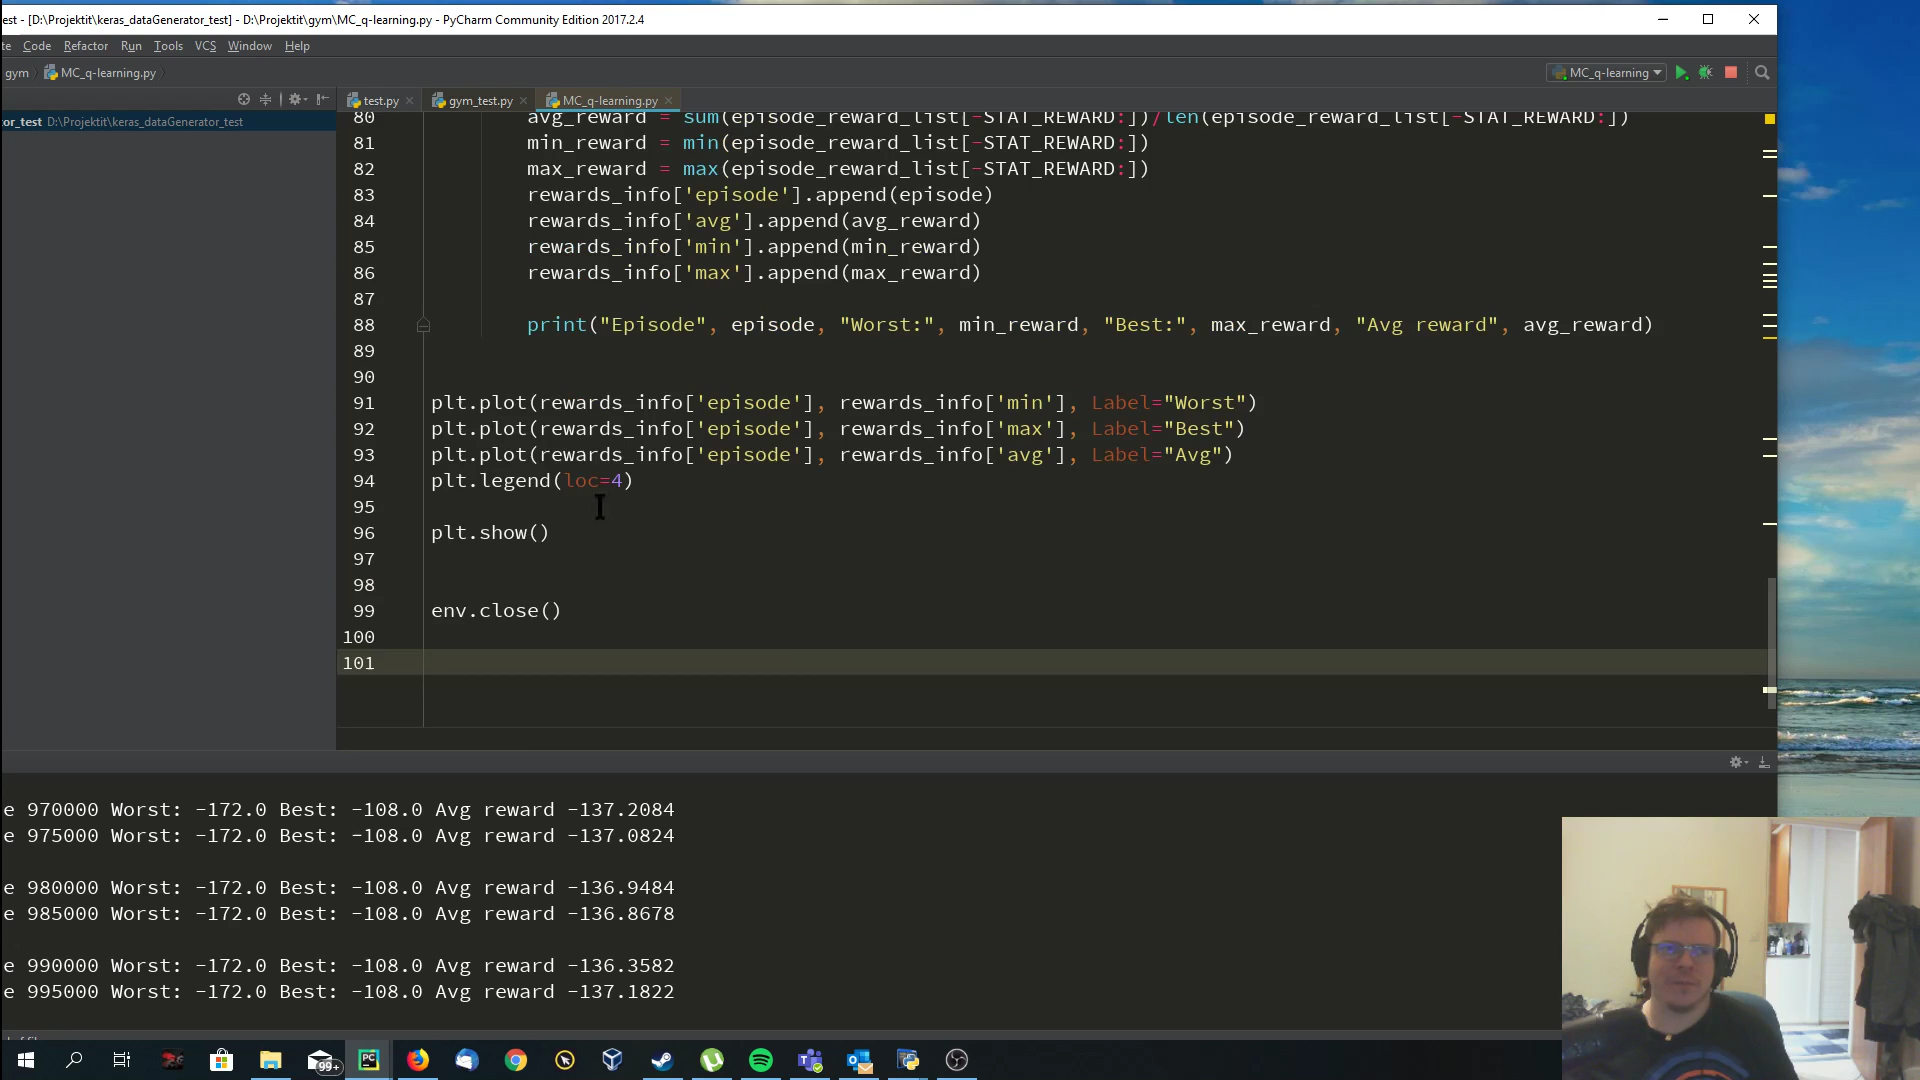 est - [D:\Projektit\keras_dataGenerator_test] - D:\Projektit\gym\MC_q-learning.py - PyCharm Community Edition 2017.2.4
te Code Refactor Run Tools VCS Window Help
gym MC_q-learning.py MC_q-learning
test.py gym_test.py MC_q-learning.py
or_test D:\Projektit\keras_dataGenerator_test
80 avg_reward = sum(episode_reward_list[-STAT_REWARD:])/len(episode_reward_list[-STAT_REWARD:])
81 min_reward = min(episode_reward_list[-STAT_REWARD:])
82 max_reward = max(episode_reward_list[-STAT_REWARD:])
83 rewards_info['episode'].append(episode)
84 rewards_info['avg'].append(avg_reward)
85 rewards_info['min'].append(min_reward)
86 rewards_info['max'].append(max_reward)
87
88 print("Episode", episode, "Worst:", min_reward, "Best:", max_reward, "Avg reward", avg_reward)
89
90
91 plt.plot(rewards_info['episode'], rewards_info['min'], Label="Worst")
92 plt.plot(rewards_info['episode'], rewards_info['max'], Label="Best")
93 plt.plot(rewards_info['episode'], rewards_info['avg'], Label="Avg")
94 plt.legend(loc=4)
95
96 plt.show()
97
98
99 env.close()
100
101
e 970000 Worst: -172.0 Best: -108.0 Avg reward -137.2084
e 975000 Worst: -172.0 Best: -108.0 Avg reward -137.0824
e 980000 Worst: -172.0 Best: -108.0 Avg reward -136.9484
e 985000 Worst: -172.0 Best: -108.0 Avg reward -136.8678
e 990000 Worst: -172.0 Best: -108.0 Avg reward -136.3582
e 995000 Worst: -172.0 Best: -108.0 Avg reward -137.1822
99+ PC